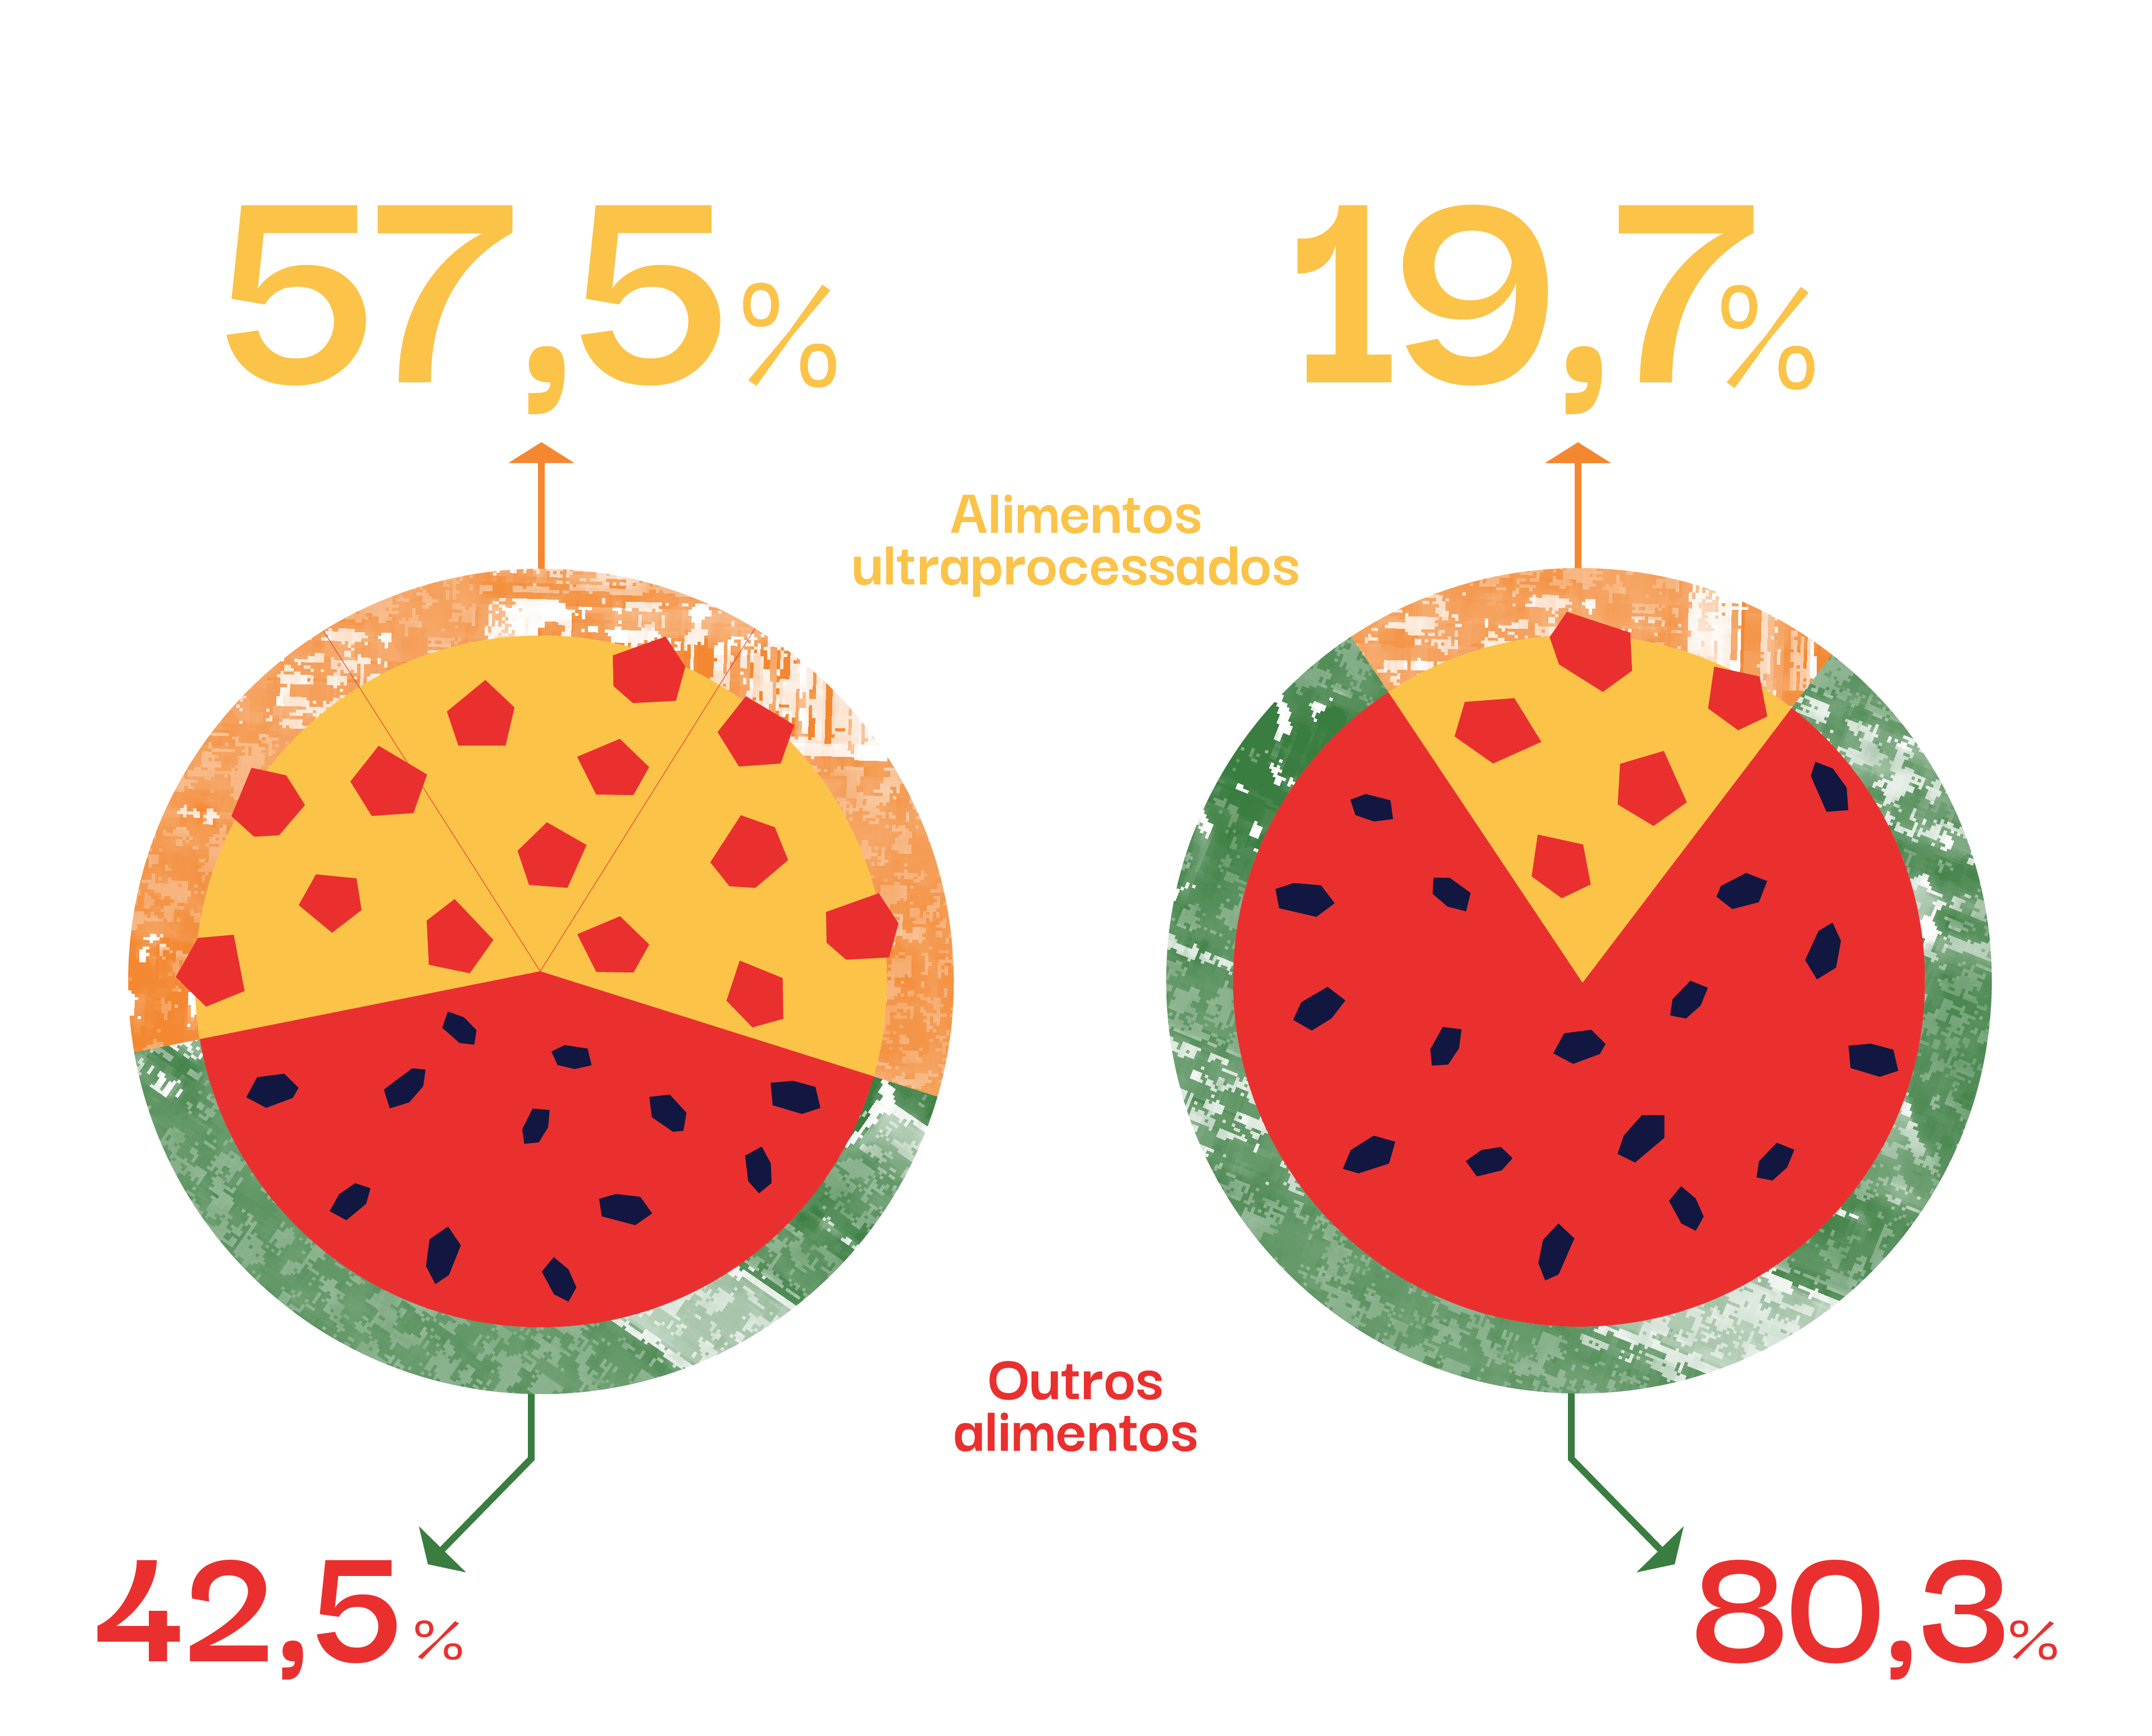 57,5%
19,7%
Alimentos
ultraprocessados
Outros
alimentos
42,5%
80,3%